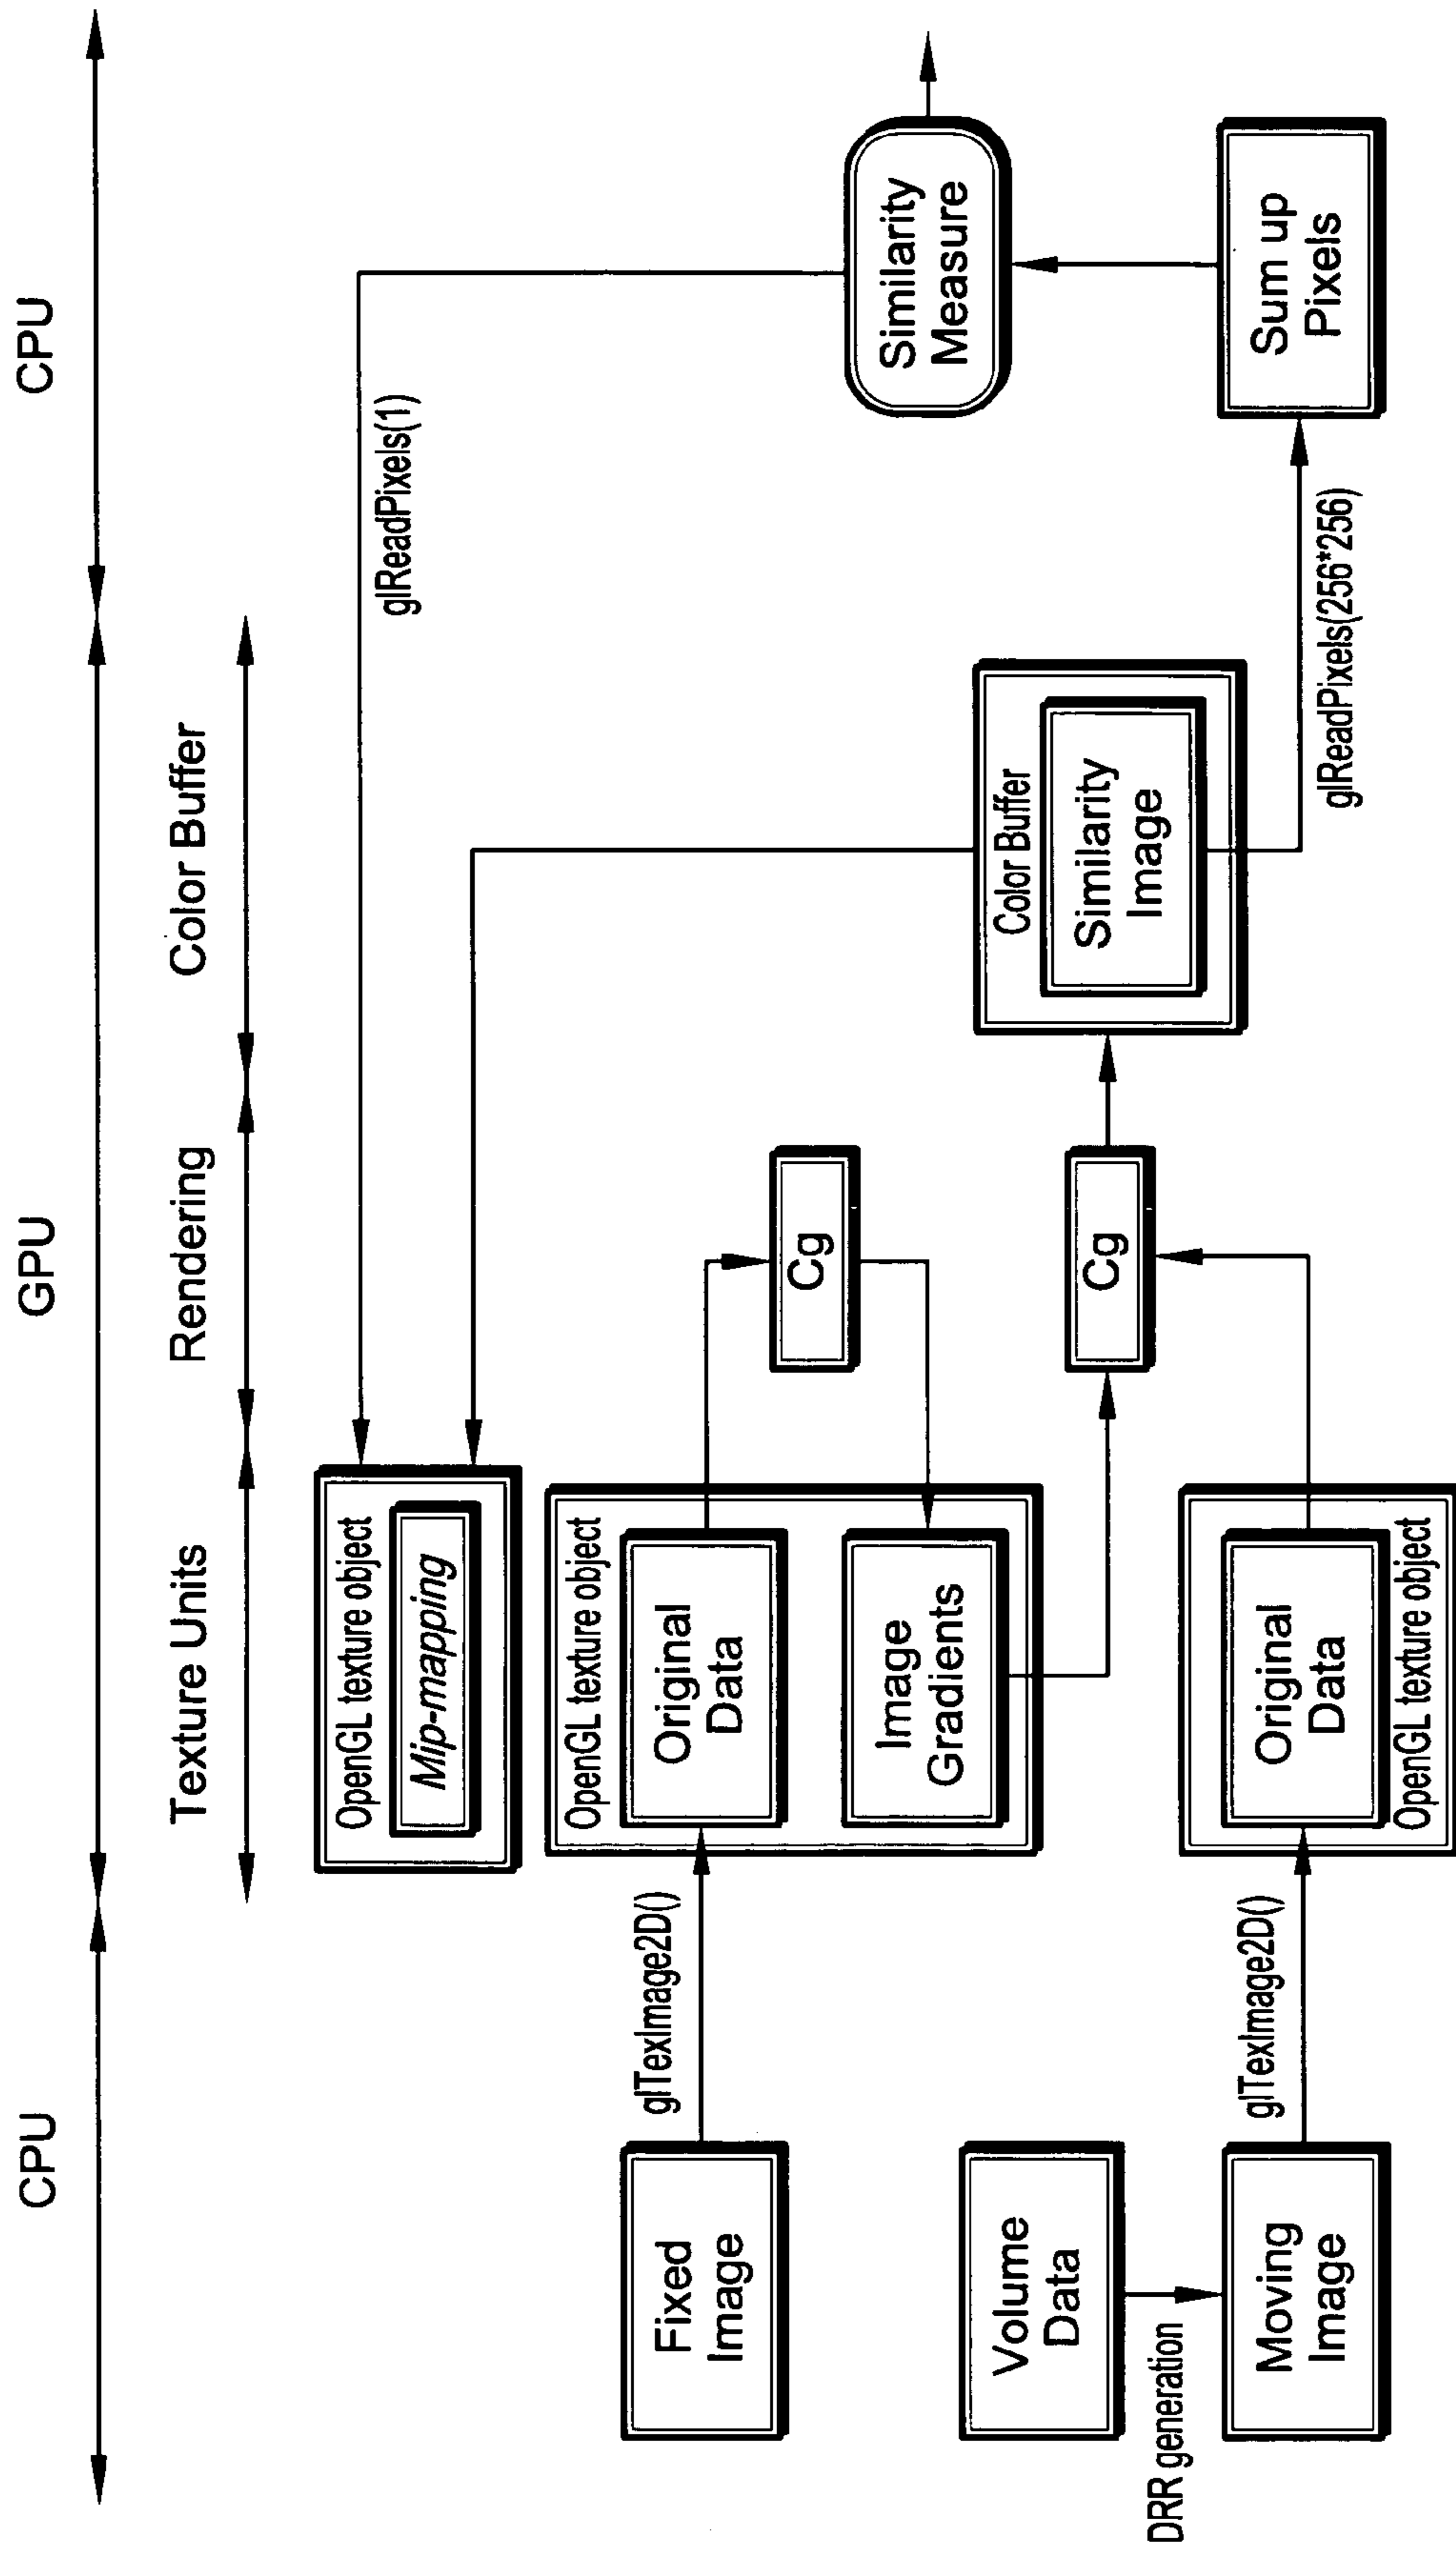 CPU
GPU
CPU
Texture Units
Rendering
Color Buffer
OpenGL texture object
Mip-mapping
glReadPixels(1)
Fixed
Image
glTexImage2D()
OpenGL texture object
Original
Data
Image
Gradients
Cg
Volume
Data
DRR generation
Moving
Image
glTexImage2D()
Original
Data
OpenGL texture object
Cg
Color Buffer
Similarity
Image
glReadPixels(256*256)
Similarity
Measure
Sum up
Pixels